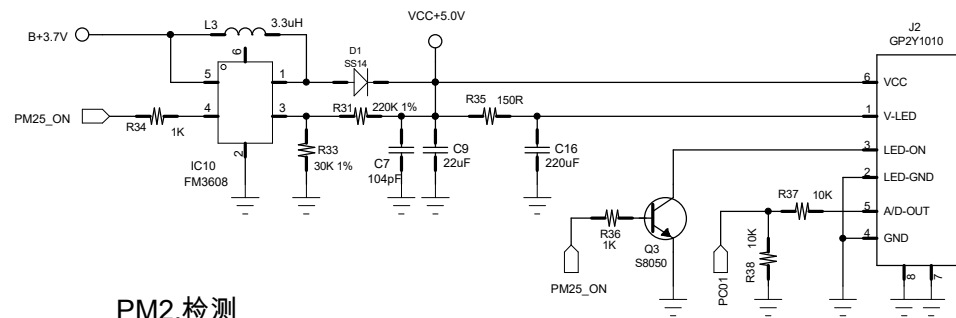 VCC+5.0V
J2
GP2Y1010
L3 3.3uH
B+3.7V
D1
SS14
6
5 1
4 3
2
PM25_ON
R34
1K
IC10
FM3608
R31 220K 1%
R33
30K 1%
C7
104pF
C9
22uF
R35 150R
C16
220uF
6 VCC
1 V-LED
3 LED-ON
2 LED-GND
5 A/D-OUT
4 GND
8 7
R37 10K
R38 10K
PC01
R36
1K
Q3
S8050
PM25_ON
PM2.检测